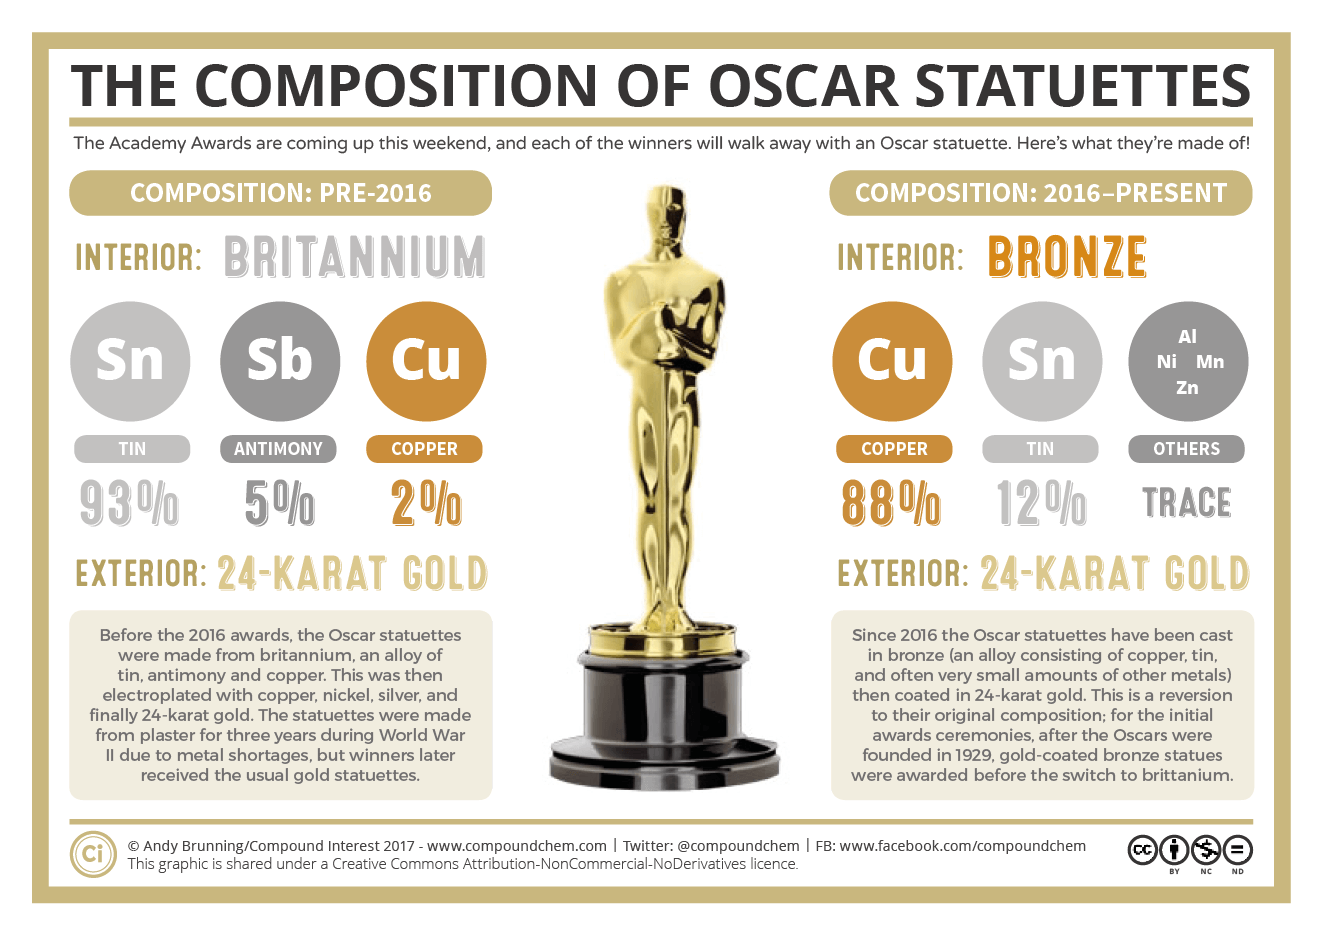 THE COMPOSITION OF OSCAR STATUETTES
The Academy Awards are coming up this weekend, and each of the winners will walk away with an Oscar statuette. Here's what they're made of!
COMPOSITION: PRE-2016
INTERIOR: BRITANNIUM
Sn Sb Cu
TIN ANTIMONY COPPER
93% 5% 2%
EXTERIOR: 24-KARAT GOLD
Before the 2016 awards, the Oscar statuettes
were made from britannium, an alloy of
tin, antimony and copper. This was then
electroplated with copper, nickel, silver, and
finally 24-karat gold. The statuettes were made
from plaster for three years during World War
II due to metal shortages, but winners later
received the usual gold statuettes.
COMPOSITION: 2016–PRESENT
INTERIOR: BRONZE
Cu Sn Al
Ni Mn
Zn
COPPER TIN OTHERS
88% 12% TRACE
EXTERIOR: 24-KARAT GOLD
Since 2016 the Oscar statuettes have been cast
in bronze (an alloy consisting of copper, tin,
and often very small amounts of other metals)
then coated in 24-karat gold. This is a reversion
to their original composition; for the initial
awards ceremonies, after the Oscars were
founded in 1929, gold-coated bronze statues
were awarded before the switch to brittanium.
Ci
© Andy Brunning/Compound Interest 2017 - www.compoundchem.com | Twitter: @compoundchem | FB: www.facebook.com/compoundchem
This graphic is shared under a Creative Commons Attribution-NonCommercial-NoDerivatives licence.
cc $ =
BY NC ND